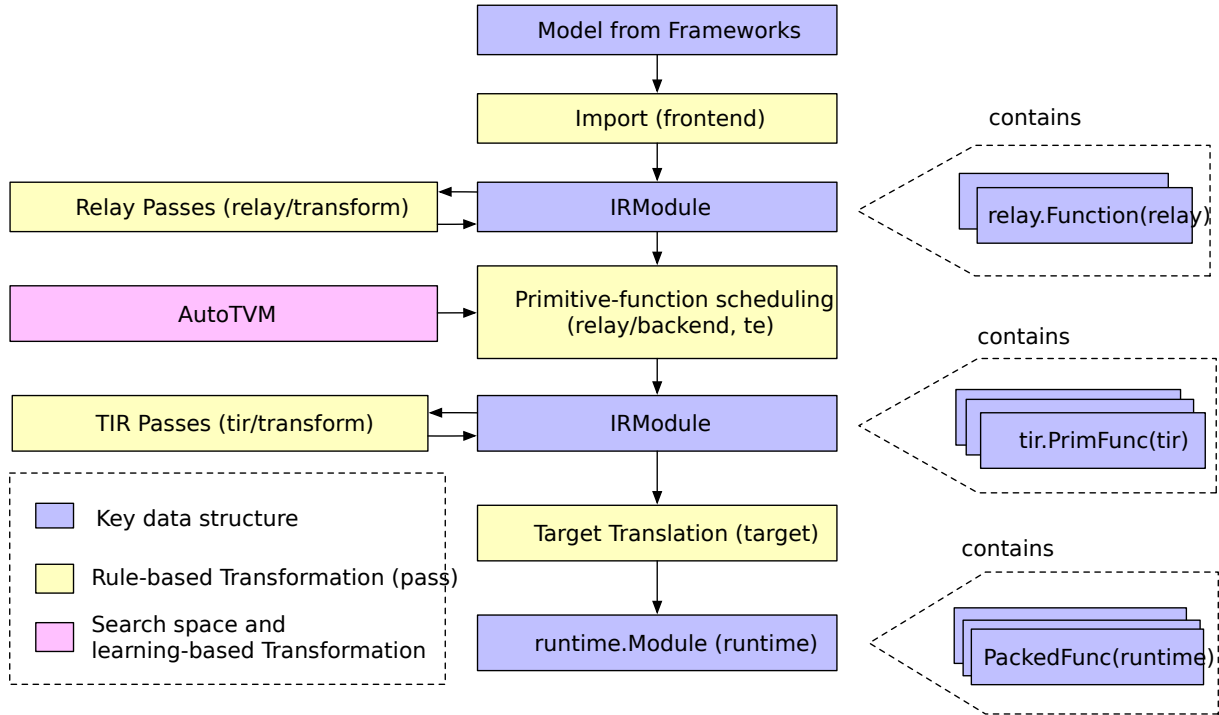 Model from Frameworks
Import (frontend)
contains
Relay Passes (relay/transform)
IRModule
relay.Function(relay)
AutoTVM
Primitive-function scheduling
(relay/backend, te)
contains
TIR Passes (tir/transform)
IRModule
tir.PrimFunc(tir)
Key data structure
Target Translation (target)
contains
Rule-based Transformation (pass)
Search space and
learning-based Transformation
runtime.Module (runtime)
PackedFunc(runtime)